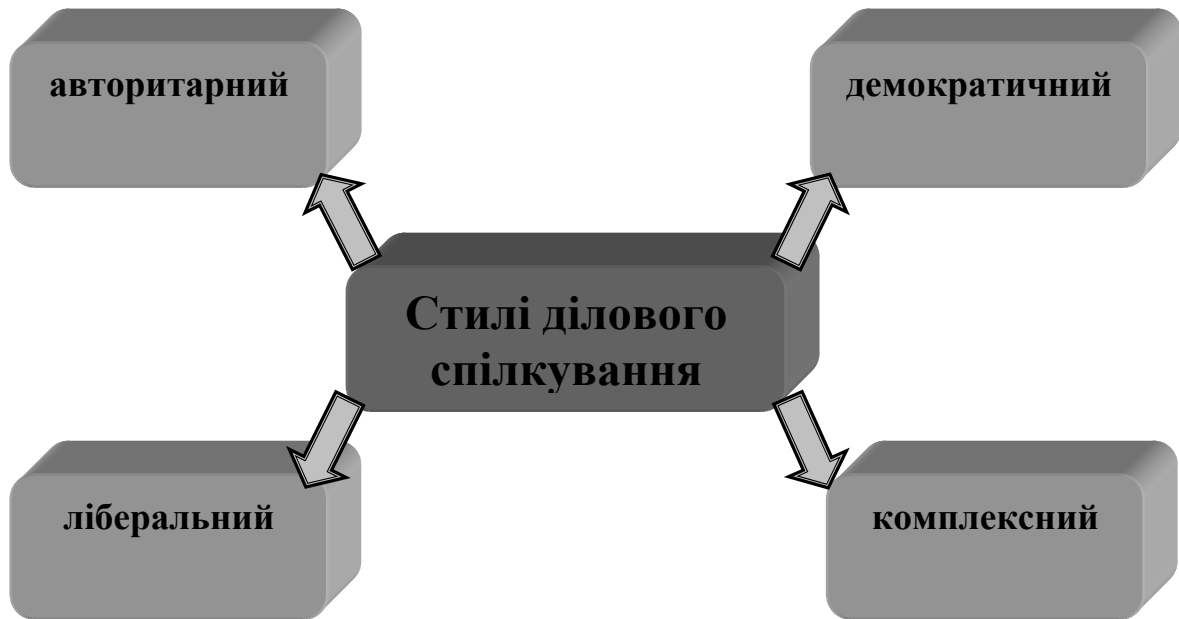 авторитарний
демократичний
Стилі ділового
спілкування
ліберальний
комплексний